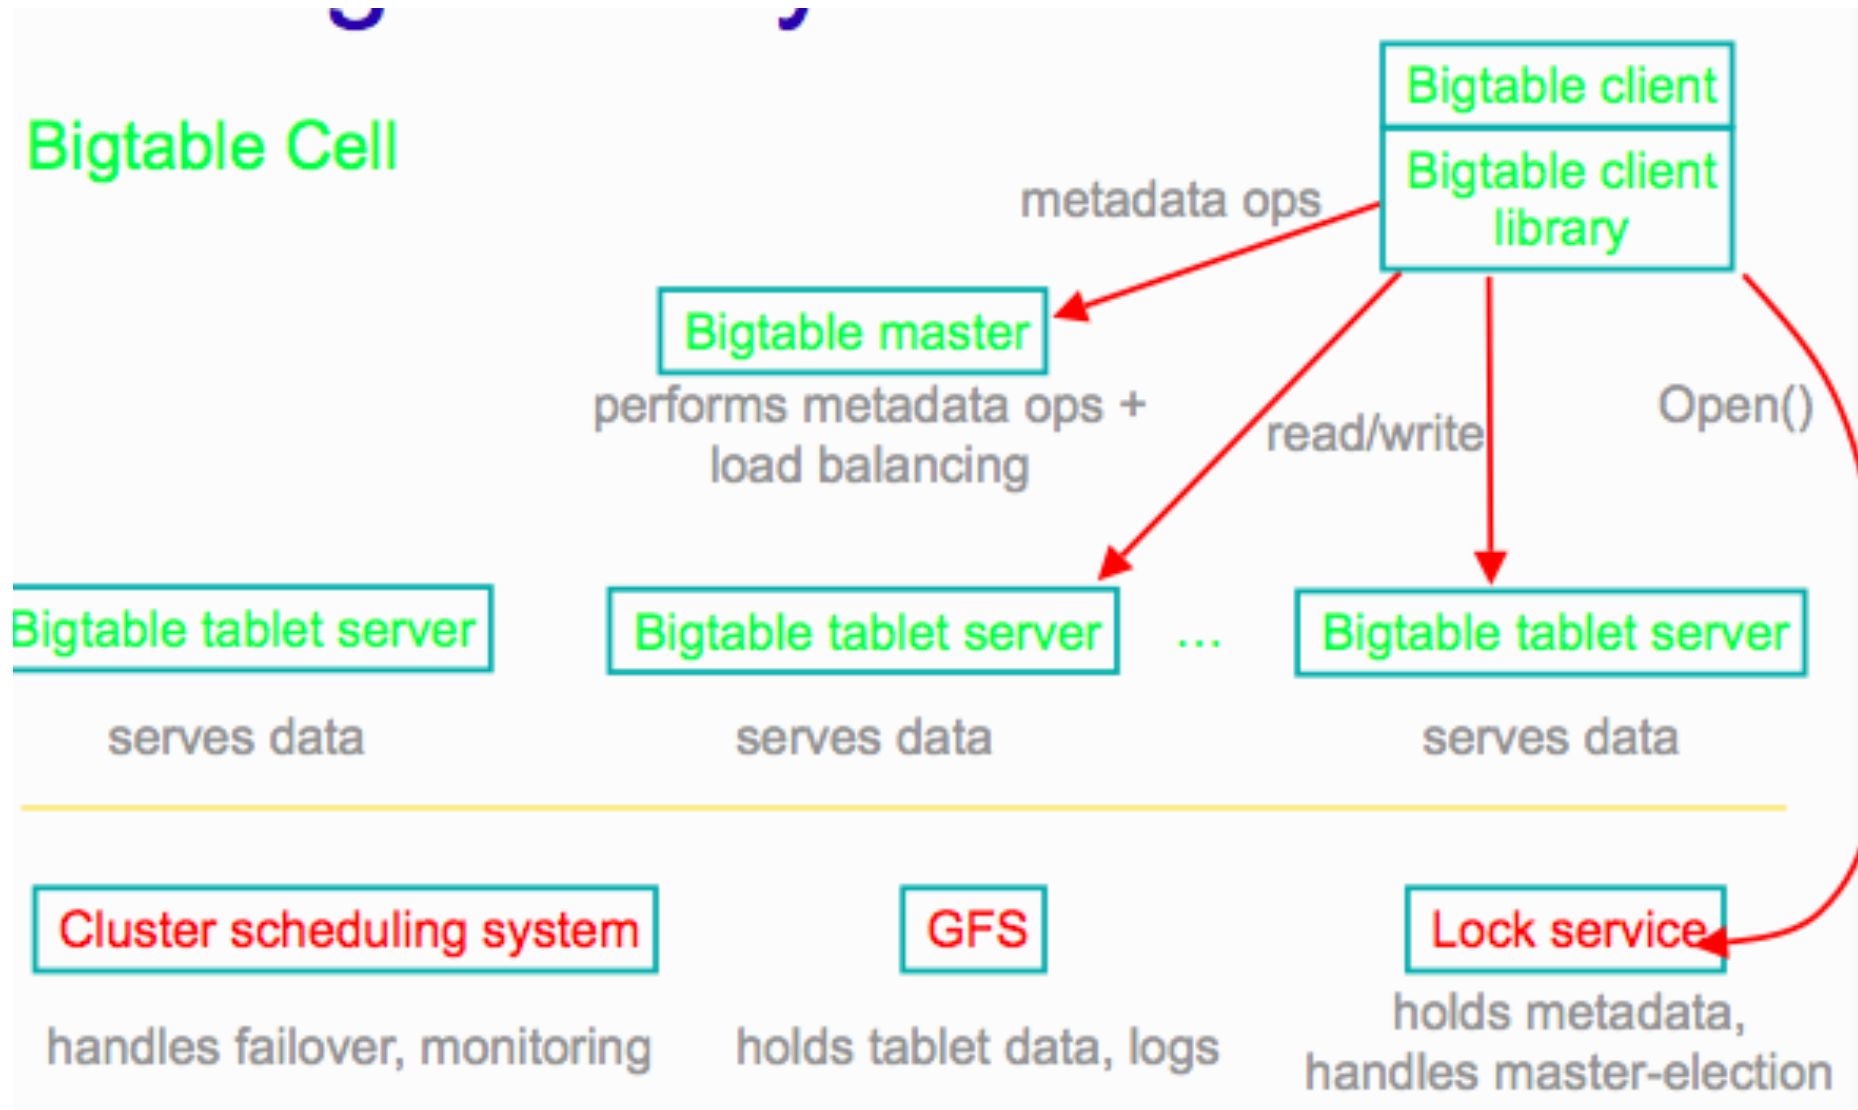 Bigtable Cell
Bigtable client
Bigtable client
library
metadata ops
Bigtable master
performs metadata ops +
load balancing
read/write
Open()
Bigtable tablet server
Bigtable tablet server
...
Bigtable tablet server
serves data
serves data
serves data
Cluster scheduling system
GFS
Lock service
handles failover, monitoring
holds tablet data, logs
holds metadata,
handles master-election